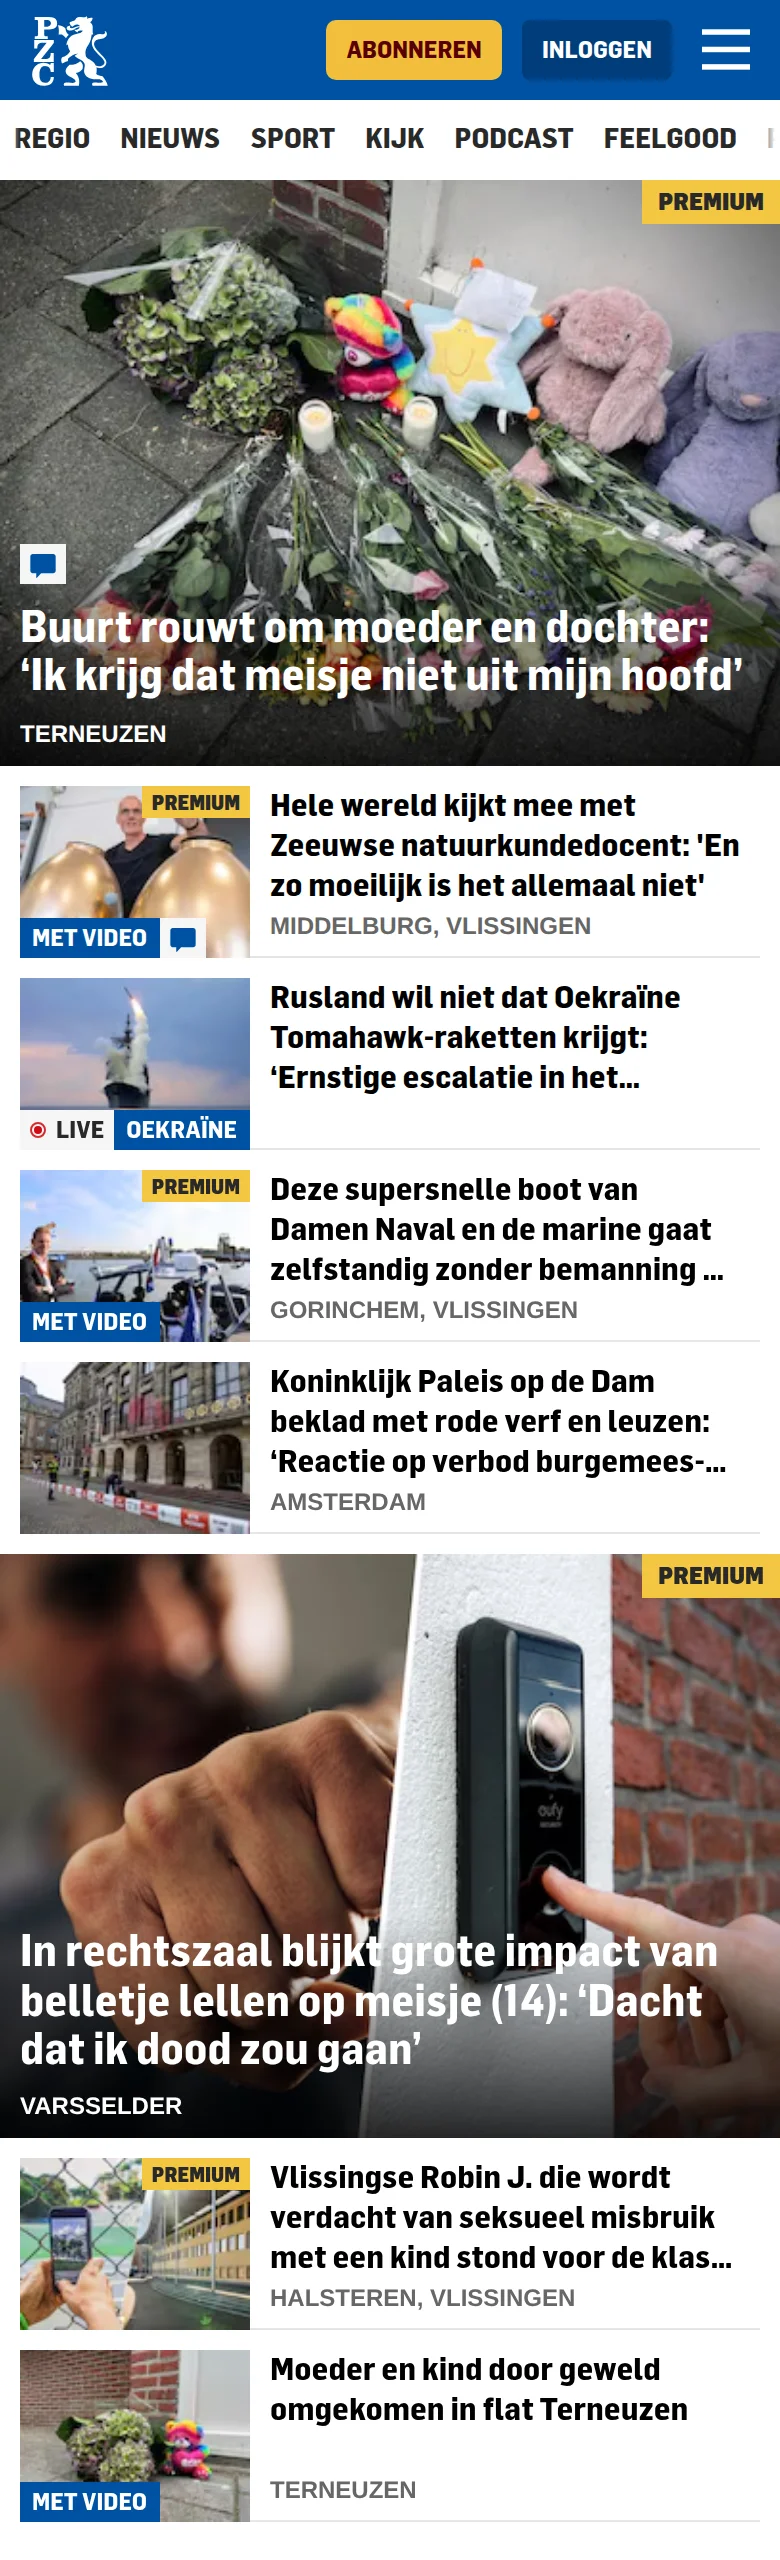 PZC
ABONNEREN
INLOGGEN
REGIO NIEUWS SPORT KIJK PODCAST FEELGOOD
PREMIUM
Buurt rouwt om moeder en dochter:
‘Ik krijg dat meisje niet uit mijn hoofd’
TERNEUZEN
PREMIUM
MET VIDEO
Hele wereld kijkt mee met
Zeeuwse natuurkundedocent: 'En
zo moeilijk is het allemaal niet'
MIDDELBURG, VLISSINGEN
LIVE OEKRAÏNE
Rusland wil niet dat Oekraïne
Tomahawk-raketten krijgt:
‘Ernstige escalatie in het...
PREMIUM
MET VIDEO
Deze supersnelle boot van
Damen Naval en de marine gaat
zelfstandig zonder bemanning ...
GORINCHEM, VLISSINGEN
Koninklijk Paleis op de Dam
beklad met rode verf en leuzen:
‘Reactie op verbod burgemees-...
AMSTERDAM
PREMIUM
eufy
SECURITY
In rechtszaal blijkt grote impact van
belletje lellen op meisje (14): ‘Dacht
dat ik dood zou gaan’
VARSSELDER
PREMIUM
Vlissingse Robin J. die wordt
verdacht van seksueel misbruik
met een kind stond voor de klas...
HALSTEREN, VLISSINGEN
MET VIDEO
Moeder en kind door geweld
omgekomen in flat Terneuzen
TERNEUZEN